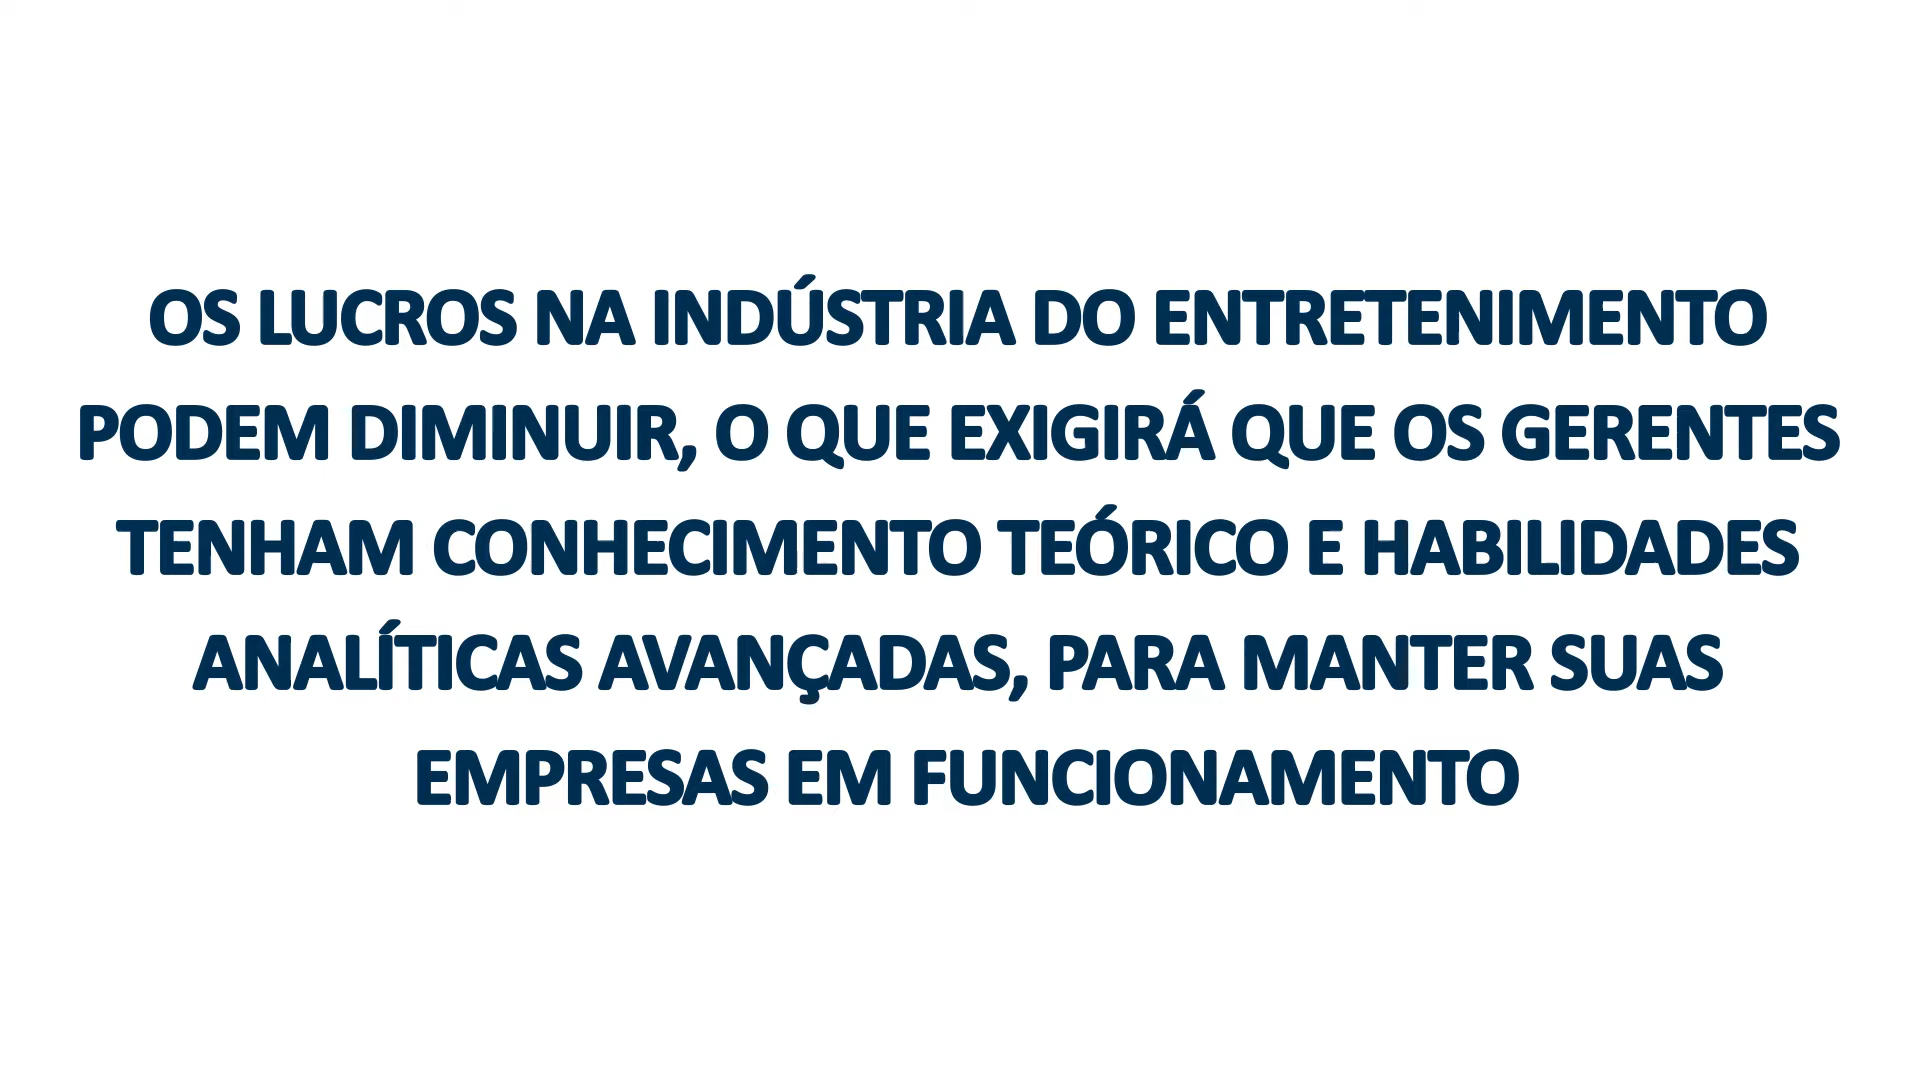 OS LUCROS NA INDÚSTRIA DO ENTRETENIMENTO
PODEM DIMINUIR, O QUE EXIGIRÁ QUE OS GERENTES
TENHAM CONHECIMENTO TEÓRICO E HABILIDADES
ANALÍTICAS AVANÇADAS, PARA MANTER SUAS
EMPRESAS EM FUNCIONAMENTO